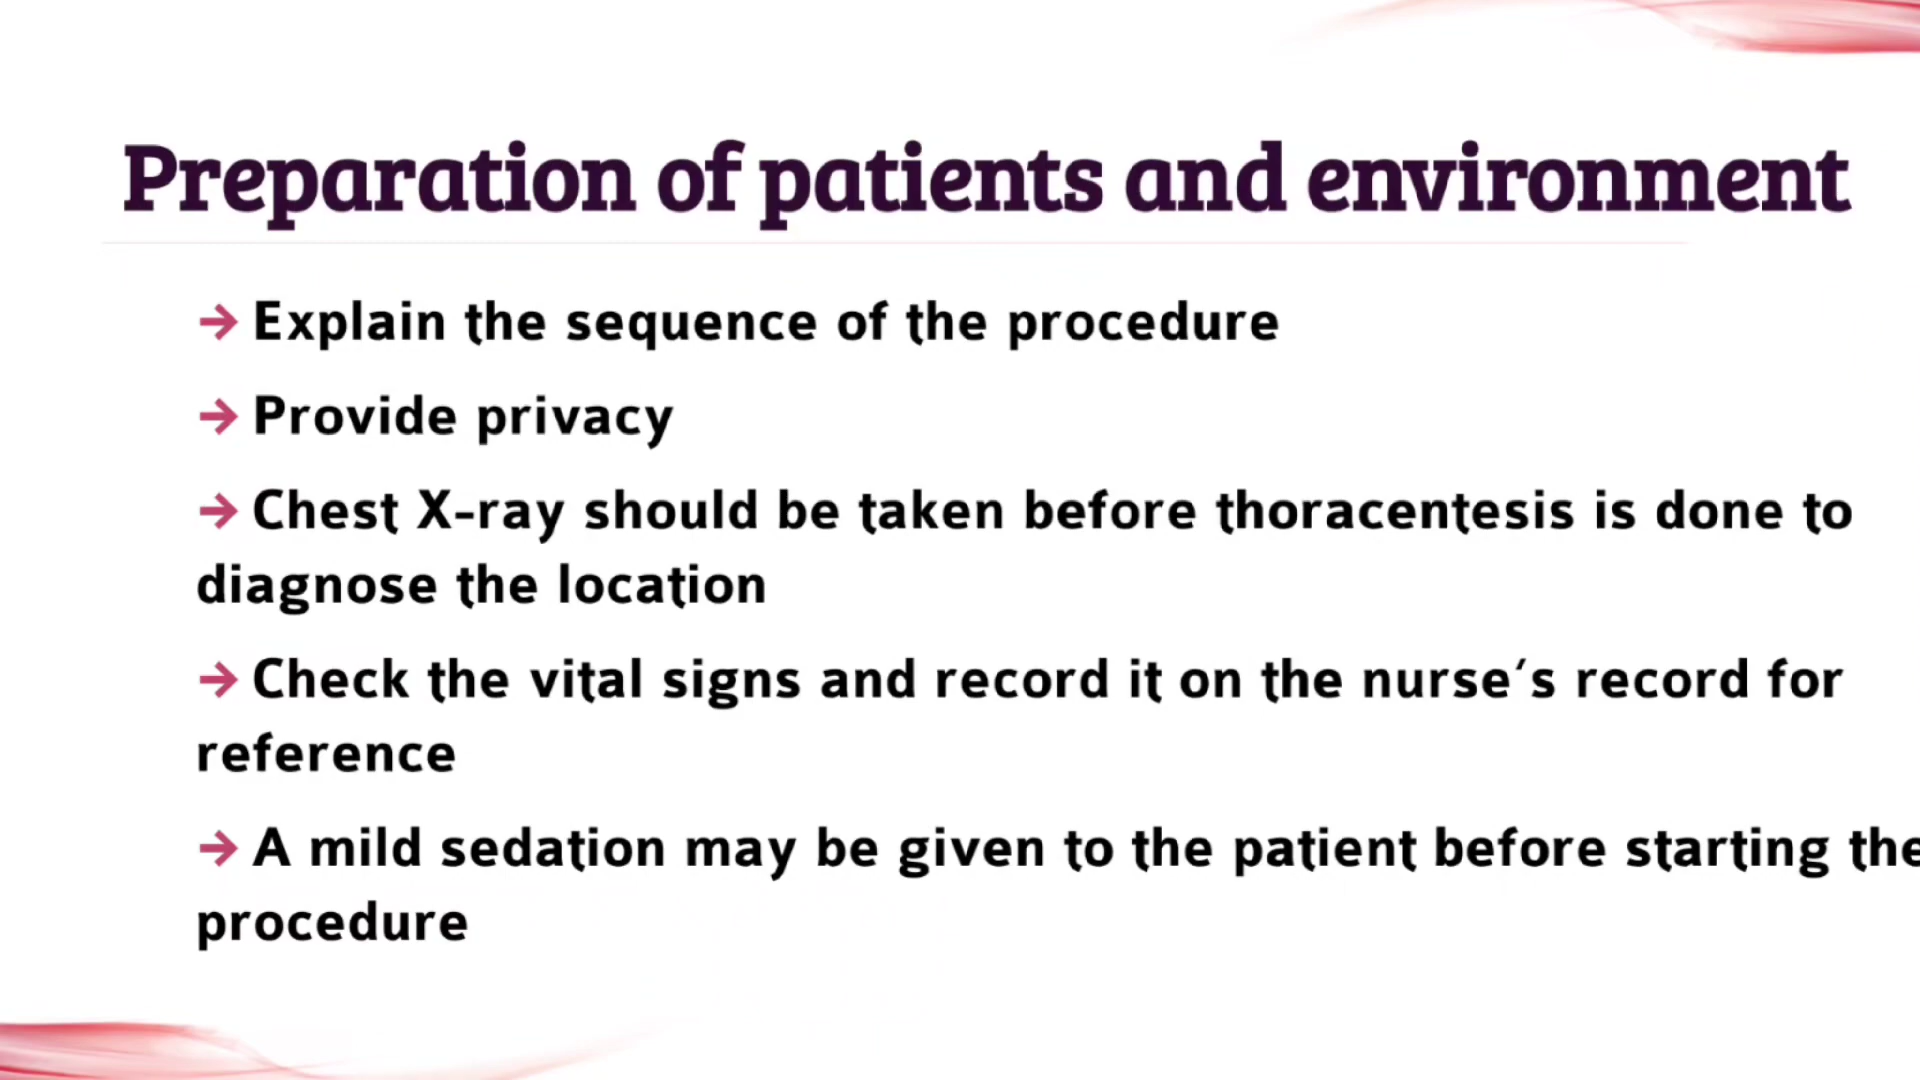 Preparation of patients and environment
→ Explain the sequence of the procedure
→ Provide privacy
→ Chest X-ray should be taken before thoracentesis is done to
diagnose the location
→ Check the vital signs and record it on the nurse′s record for
reference
→ A mild sedation may be given to the patient before starting the
procedure